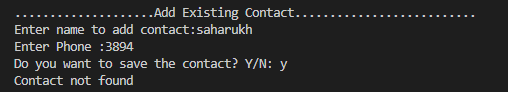 ....................Add Existing Contact..........................
Enter name to add contact:saharukh
Enter Phone :3894
Do you want to save the contact? Y/N: y
Contact not found